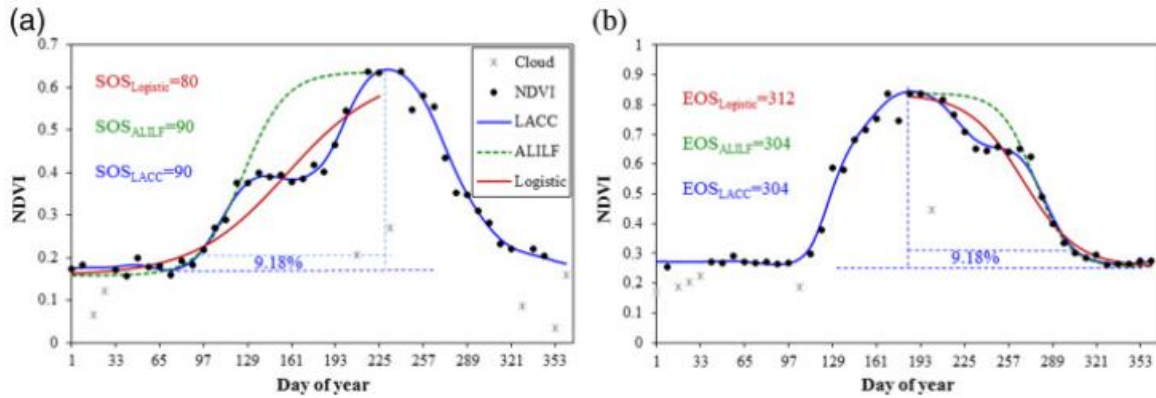 (a)
0.7
0.6
0.5
0.4
0.3
0.2
0.1
0
NDVI
SOSLogistic=80
SOSALILF=90
SOSLACC=90
9.18%
Cloud
NDVI
LACC
ALILF
Logistic
1 33 65 97 129 161 193 225 257 289 321 353
Day of year
(b)
1
0.9
0.8
0.7
0.6
0.5
0.4
0.3
0.2
0.1
0
NDVI
EOSLogistic=312
EOSALILF=304
EOSLACC=304
9.18%
1 33 65 97 129 161 193 225 257 289 321 353
Day of year